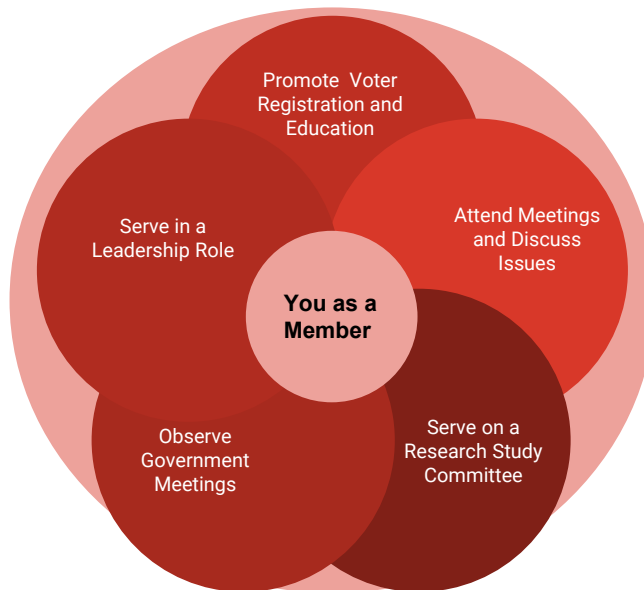 Promote Voter
Registration and
Education
Attend Meetings
and Discuss
Issues
Serve in a
Leadership Role
You as a
Member
Serve on a
Research Study
Committee
Observe
Government
Meetings